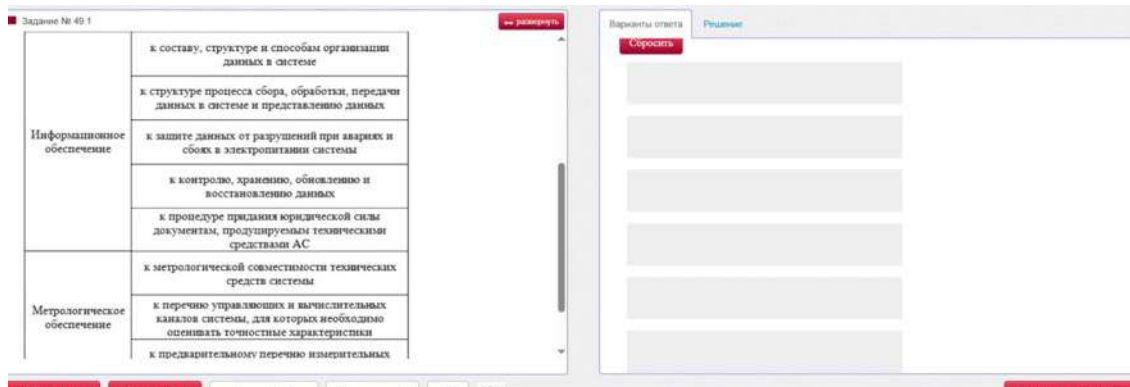 Задание № 49.1
развернуть
к составу, структуре и способам организации
данных в системе
к структуре процесса сбора, обработки, передачи
данных в системе и представлению данных
Информационное
обеспечение
к защите данных от разрушений при авариях и
сбоях в электропитании системы
к контролю, хранению, обновлению и
восстановлению данных
к процедуре придания юридической силы
документам, продуцируемым техническими
средствами АС
Метрологическое
обеспечение
к метрологической совместимости технических
средств системы
к перечню управляющих и вычислительных
каналов системы, для которых необходимо
оценивать точностные характеристики
к предварительному перечню измерительных
Варианты ответа
Решение
Сбросить